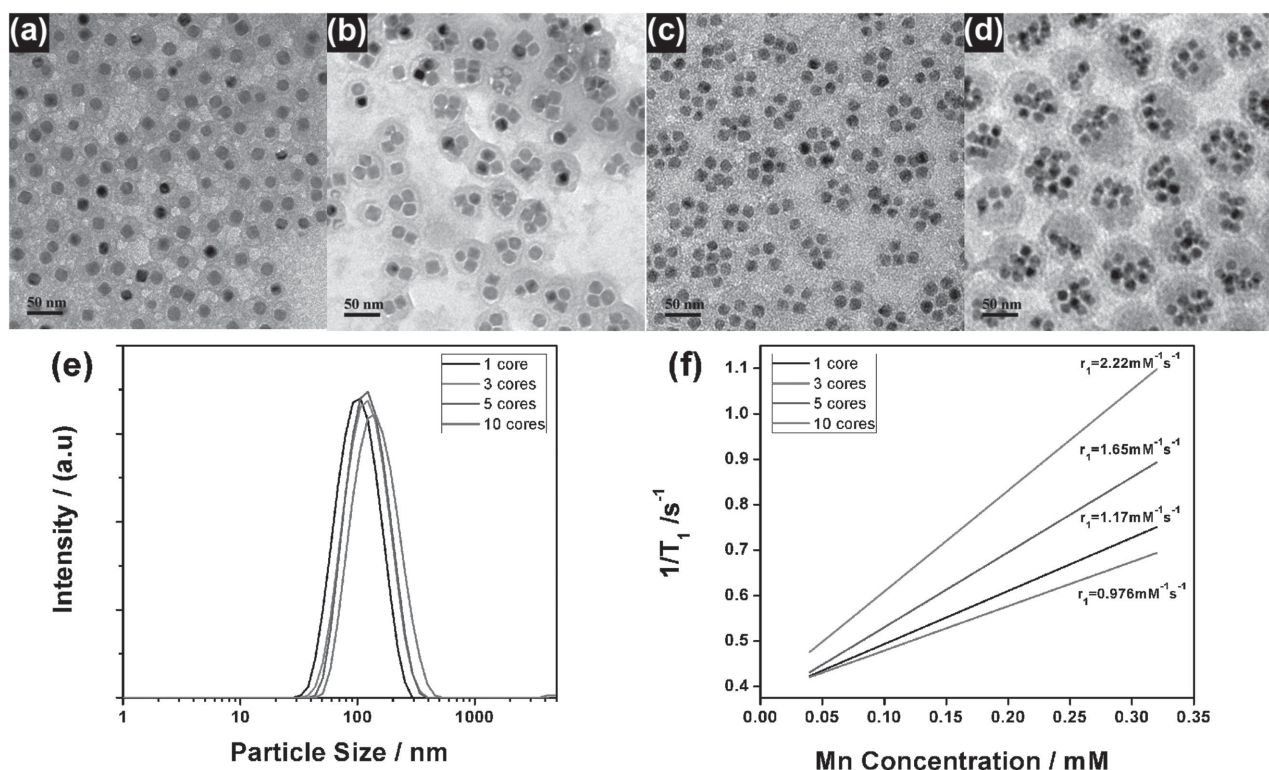 (a)
(b)
(c)
(d)
50 nm
50 nm
50 nm
50 nm
(e)
1 core
3 cores
5 cores
10 cores
Intensity / (a.u)
1 10 100 1000
Particle Size / nm
(f)
1 core
3 cores
5 cores
10 cores
r₁=2.22mM⁻¹s⁻¹
r₁=1.65mM⁻¹s⁻¹
r₁=1.17mM⁻¹s⁻¹
r₁=0.976mM⁻¹s⁻¹
1/T₁ /s⁻¹
1.1
1.0
0.9
0.8
0.7
0.6
0.5
0.4
0.00 0.05 0.10 0.15 0.20 0.25 0.30 0.35
Mn Concentration / mM